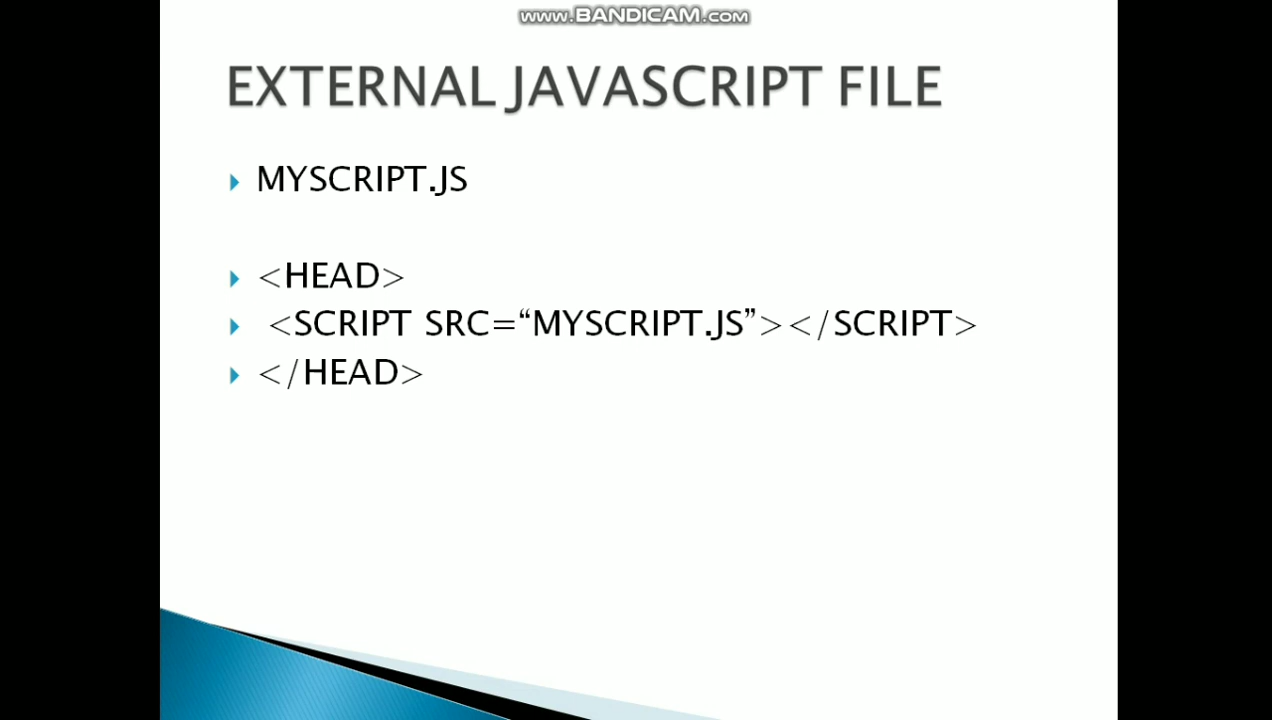 www.BANDICAM.com
EXTERNAL JAVASCRIPT FILE
MYSCRIPT.JS
<HEAD>
<SCRIPT SRC=“MYSCRIPT.JS”></SCRIPT>
</HEAD>